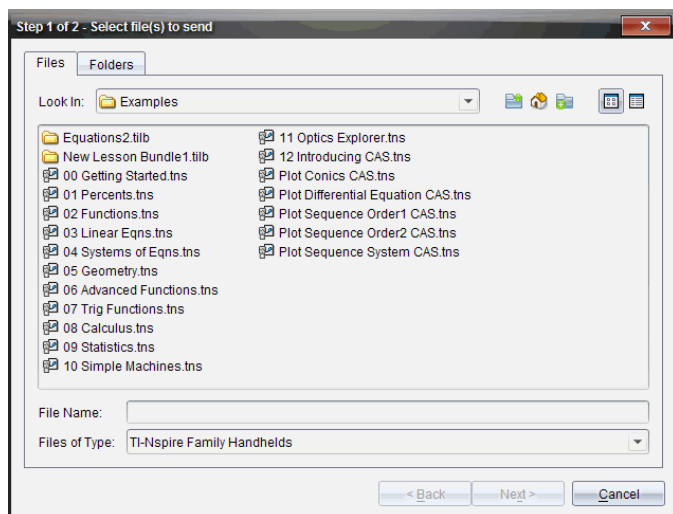 Step 1 of 2 - Select file(s) to send
Files
Folders
Look In:
Examples
Equations2.tilb
New Lesson Bundle1.tilb
00 Getting Started.tns
01 Percents.tns
02 Functions.tns
03 Linear Eqns.tns
04 Systems of Eqns.tns
05 Geometry.tns
06 Advanced Functions.tns
07 Trig Functions.tns
08 Calculus.tns
09 Statistics.tns
10 Simple Machines.tns
11 Optics Explorer.tns
12 Introducing CAS.tns
Plot Conics CAS.tns
Plot Differential Equation CAS.tns
Plot Sequence Order1 CAS.tns
Plot Sequence Order2 CAS.tns
Plot Sequence System CAS.tns
File Name:
Files of Type: TI-Nspire Family Handhelds
< Back
Next >
Cancel